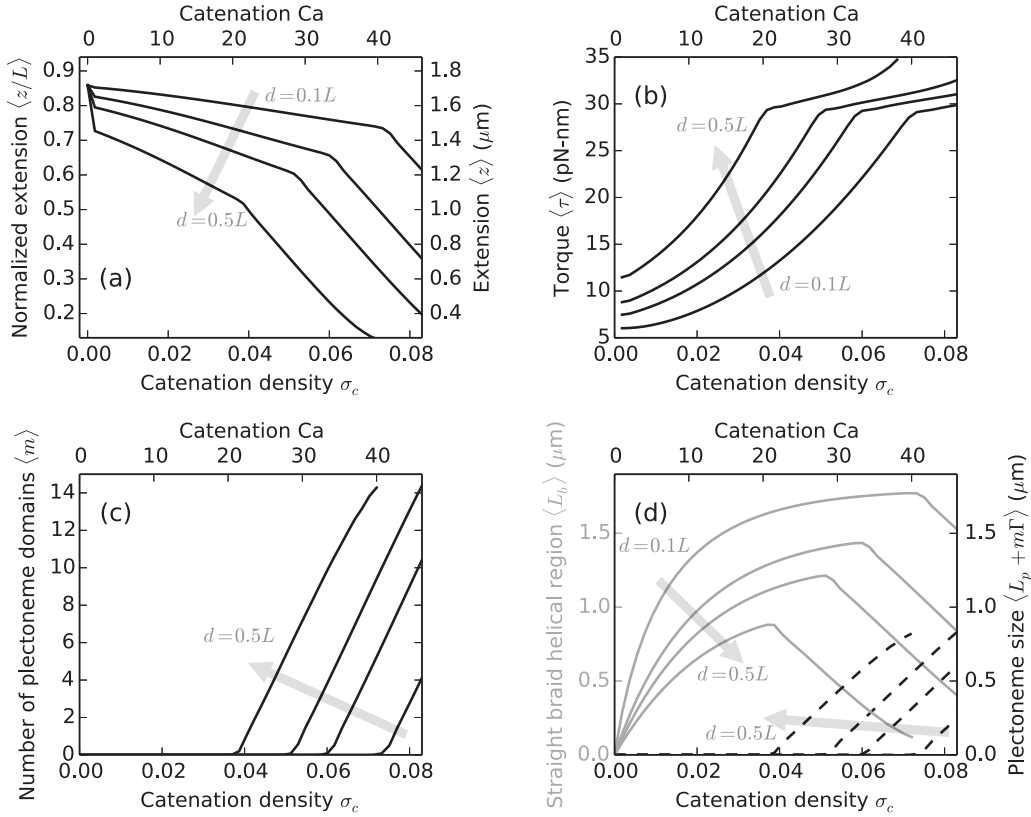 Catenation Ca
0 10 20 30 40
0.9
0.8
0.7
0.6
0.5
0.4
0.3
0.2
Normalized extension ⟨z/L⟩
1.8
1.6
1.4
1.2
1.0
0.8
0.6
0.4
Extension ⟨z⟩ (μm)
d=0.1L
d=0.5L
(a)
0.00 0.02 0.04 0.06 0.08
Catenation density σc
Catenation Ca
0 10 20 30 40
35
30
25
20
15
10
5
Torque ⟨τ⟩ (pN-nm)
(b)
d=0.5L
d=0.1L
0.00 0.02 0.04 0.06 0.08
Catenation density σc
Catenation Ca
0 10 20 30 40
14
12
10
8
6
4
2
0
Number of plectoneme domains ⟨m⟩
(c)
d=0.5L
0.00 0.02 0.04 0.06 0.08
Catenation density σc
Catenation Ca
0 10 20 30 40
1.5
1.0
0.5
0.0
Straight braid helical region ⟨Lb⟩ (μm)
1.5
1.0
0.5
0.0
Plectoneme size ⟨Lp +mΓ⟩ (μm)
(d)
d=0.1L
d=0.5L
d=0.5L
0.00 0.02 0.04 0.06 0.08
Catenation density σc